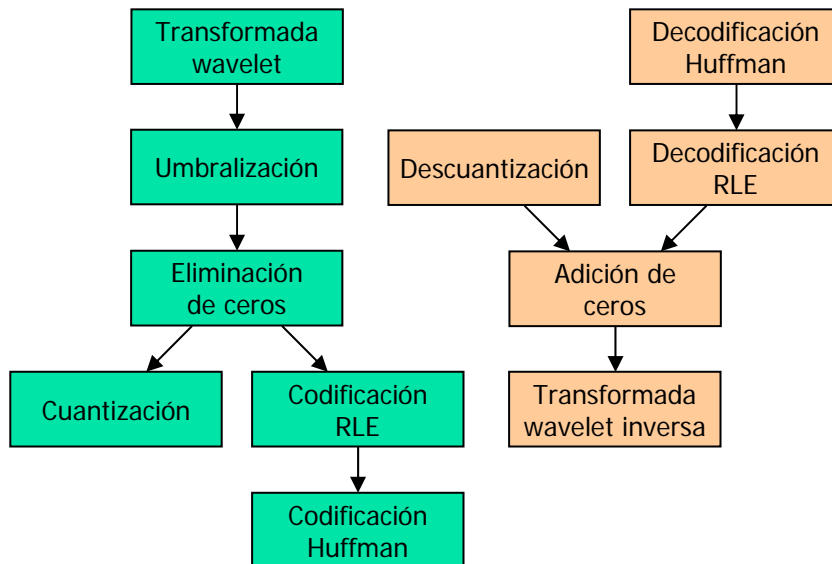 Transformada
wavelet
Umbralización
Eliminación
de ceros
Cuantización
Codificación
RLE
Codificación
Huffman
Decodificación
Huffman
Descuantización
Decodificación
RLE
Adición de
ceros
Transformada
wavelet inversa